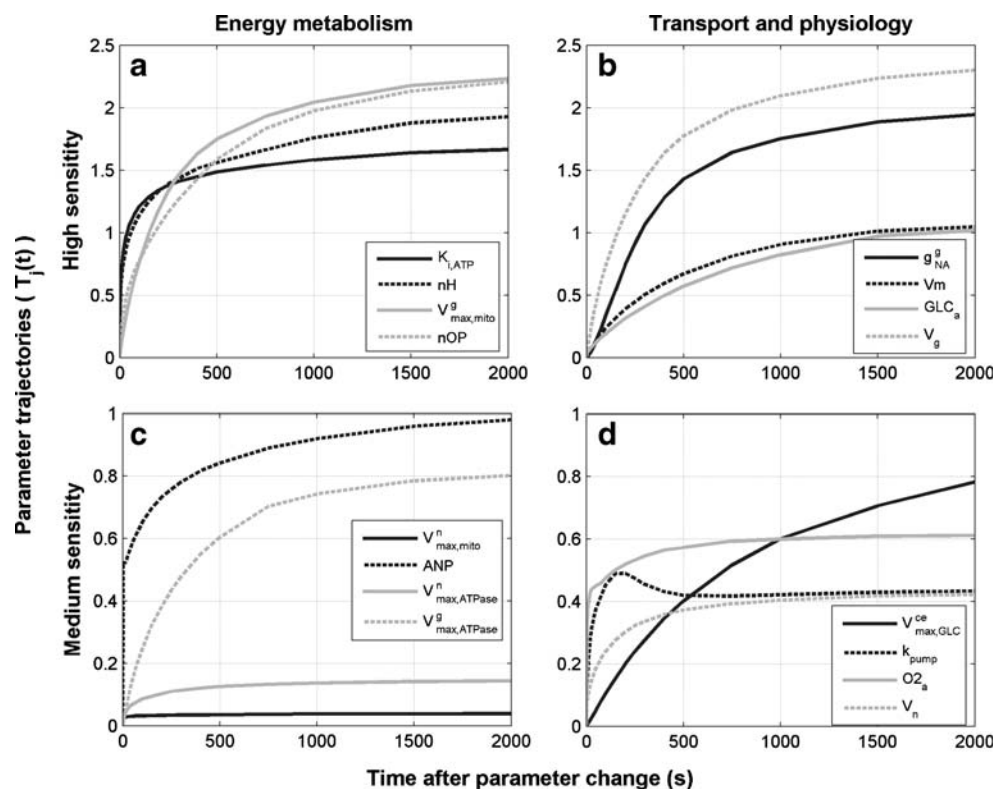 Energy metabolism
Transport and physiology
Parameter trajectories ( T_j(t) )
High sensitity
a
2.5
2
1.5
1
0.5
0
0 500 1000 1500 2000
K_i,ATP
nH
V^g_max,mito
nOP
b
2.5
2
1.5
1
0.5
0
0 500 1000 1500 2000
g^g_NA
Vm
GLC_a
V_g
Medium sensitity
c
1
0.8
0.6
0.4
0.2
0
0 500 1000 1500 2000
V^n_max,mito
ANP
V^n_max,ATPase
V^g_max,ATPase
d
1
0.8
0.6
0.4
0.2
0
0 500 1000 1500 2000
V^ce_max,GLC
k_pump
O2_a
V_n
Time after parameter change (s)